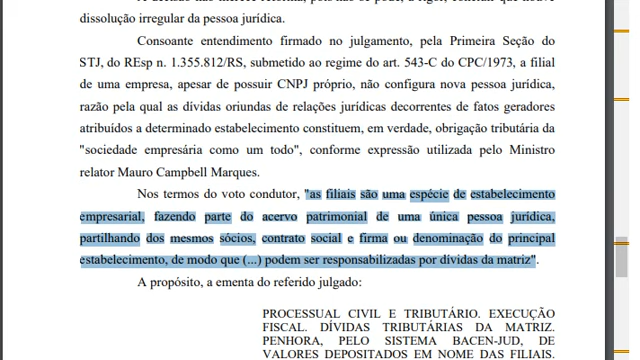 dissolução irregular da pessoa jurídica.
Consoante entendimento firmado no julgamento, pela Primeira Seção do
STJ, do REsp n. 1.355.812/RS, submetido ao regime do art. 543-C do CPC/1973, a filial
de uma empresa, apesar de possuir CNPJ próprio, não configura nova pessoa jurídica,
razão pela qual as dívidas oriundas de relações jurídicas decorrentes de fatos geradores
atribuídos a determinado estabelecimento constituem, em verdade, obrigação tributária da
"sociedade empresária como um todo", conforme expressão utilizada pelo Ministro
relator Mauro Campbell Marques.
Nos termos do voto condutor, "as filiais são uma espécie de estabelecimento
empresarial, fazendo parte do acervo patrimonial de uma única pessoa jurídica,
partilhando dos mesmos sócios, contrato social e firma ou denominação do principal
estabelecimento, de modo que (...) podem ser responsabilizadas por dívidas da matriz".
A propósito, a ementa do referido julgado:
PROCESSUAL CIVIL E TRIBUTÁRIO. EXECUÇÃO
FISCAL. DÍVIDAS TRIBUTÁRIAS DA MATRIZ.
PENHORA, PELO SISTEMA BACEN-JUD, DE
VALORES DEPOSITADOS EM NOME DAS FILIAIS.